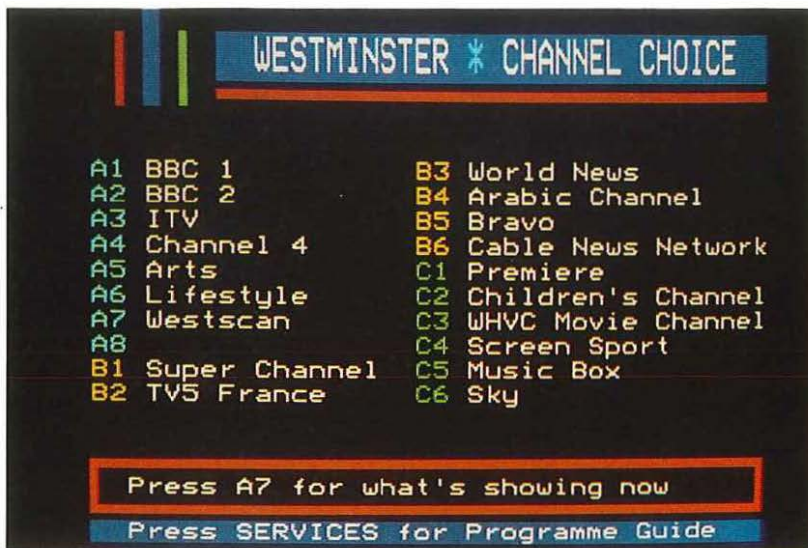 WESTMINSTER * CHANNEL CHOICE
A1 BBC 1
A2 BBC 2
A3 ITV
A4 Channel 4
A5 Arts
A6 Lifestyle
A7 Westscan
A8
B1 Super Channel
B2 TV5 France
B3 World News
B4 Arabic Channel
B5 Bravo
B6 Cable News Network
C1 Premiere
C2 Children's Channel
C3 WHVC Movie Channel
C4 Screen Sport
C5 Music Box
C6 Sky
Press A7 for what's showing now
Press SERVICES for Programme Guide